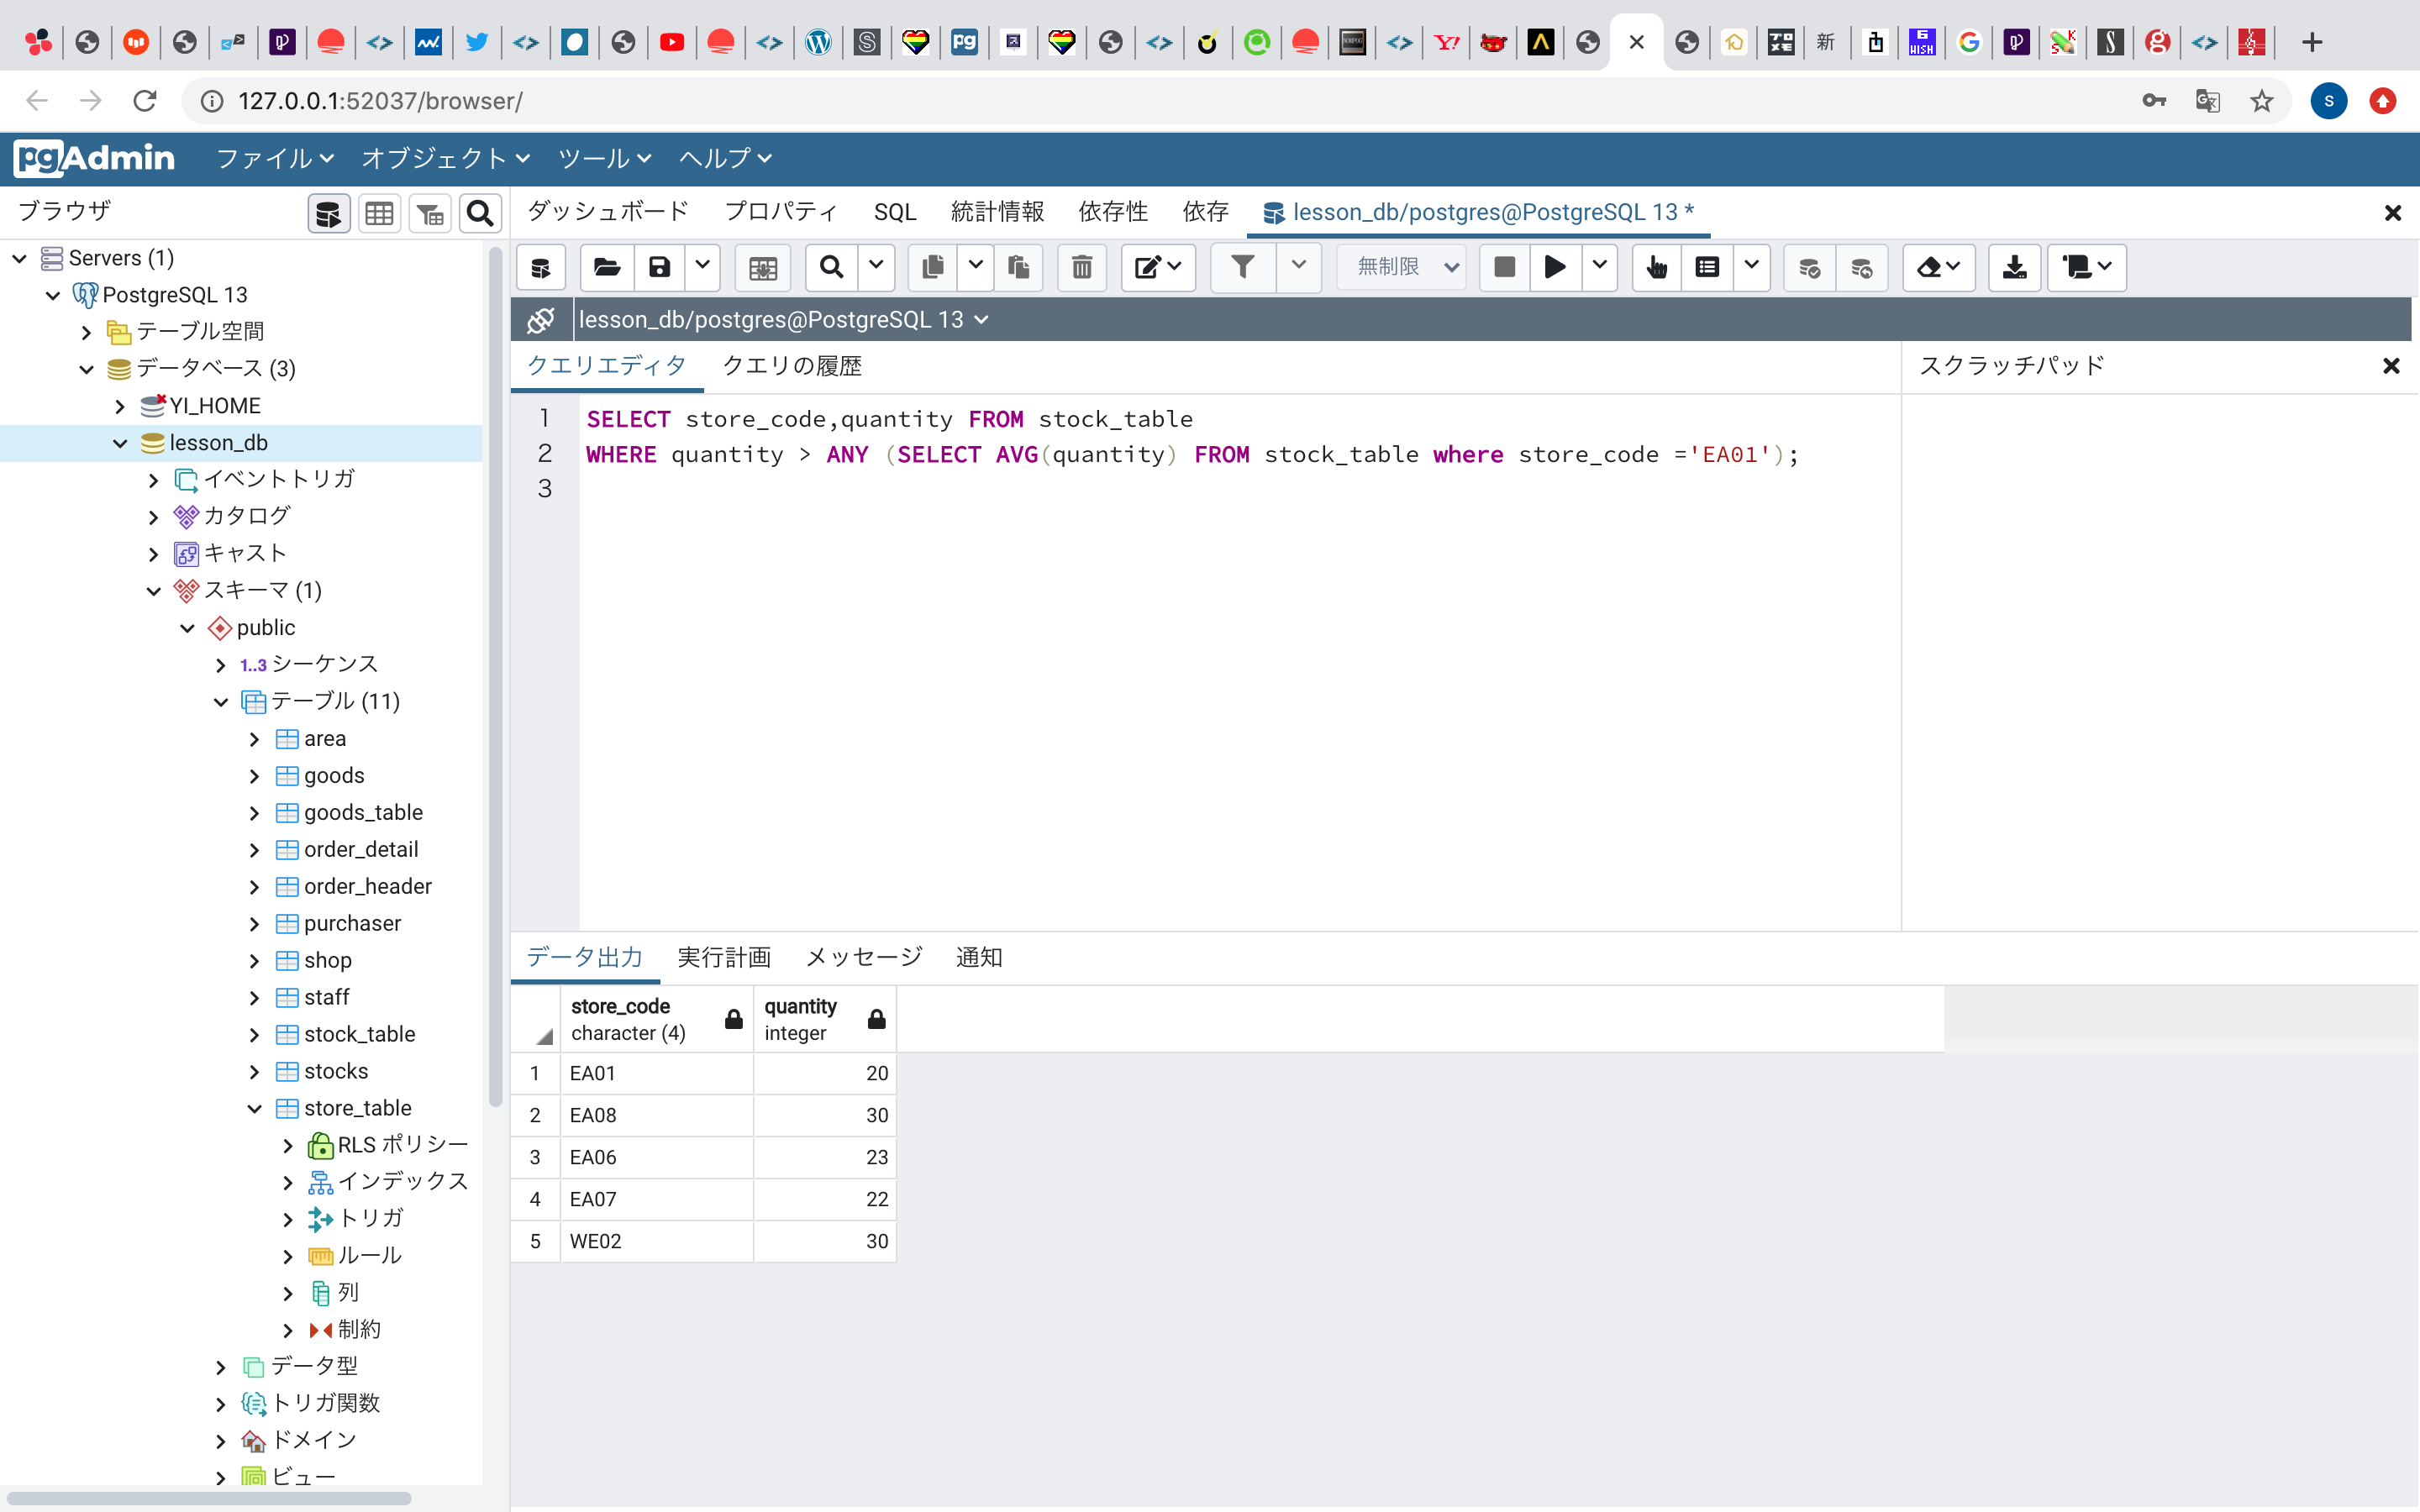 新
127.0.0.1:52037/browser/
S
pgAdmin ファイル オブジェクト ツール ヘルプ
ブラウザ
ダッシュボード プロパティ SQL 統計情報 依存性 依存 lesson_db/postgres@PostgreSQL 13 *
無制限
lesson_db/postgres@PostgreSQL 13
クエリエディタ クエリの履歴
スクラッチパッド
1 SELECT store_code,quantity FROM stock_table
2 WHERE quantity > ANY (SELECT AVG(quantity) FROM stock_table where store_code ='EA01');
3
Servers (1)
PostgreSQL 13
テーブル空間
データベース (3)
YI_HOME
lesson_db
イベントトリガ
カタログ
キャスト
スキーマ (1)
public
1..3 シーケンス
テーブル (11)
area
goods
goods_table
order_detail
order_header
purchaser
shop
staff
stock_table
stocks
store_table
RLS ポリシー
インデックス
トリガ
ルール
列
制約
データ型
トリガ関数
ドメイン
ビュー
データ出力 実行計画 メッセージ 通知
store_code quantity
character (4) integer
1 EA01 20
2 EA08 30
3 EA06 23
4 EA07 22
5 WE02 30